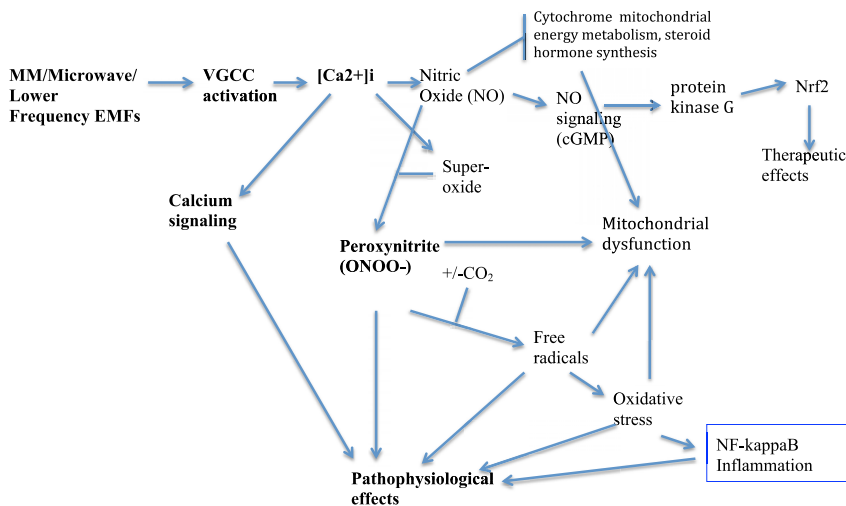 Cytochrome mitochondrial
energy metabolism, steroid
hormone synthesis
MM/Microwave/
Lower
Frequency EMFs
VGCC
activation
[Ca2+]i
Nitric
Oxide (NO)
NO
signaling
(cGMP)
protein
kinase G
Nrf2
Therapeutic
effects
Super-
oxide
Calcium
signaling
Mitochondrial
dysfunction
Peroxynitrite
(ONOO-)
+/-CO₂
Free
radicals
Oxidative
stress
NF-kappaB
Inflammation
Pathophysiological
effects